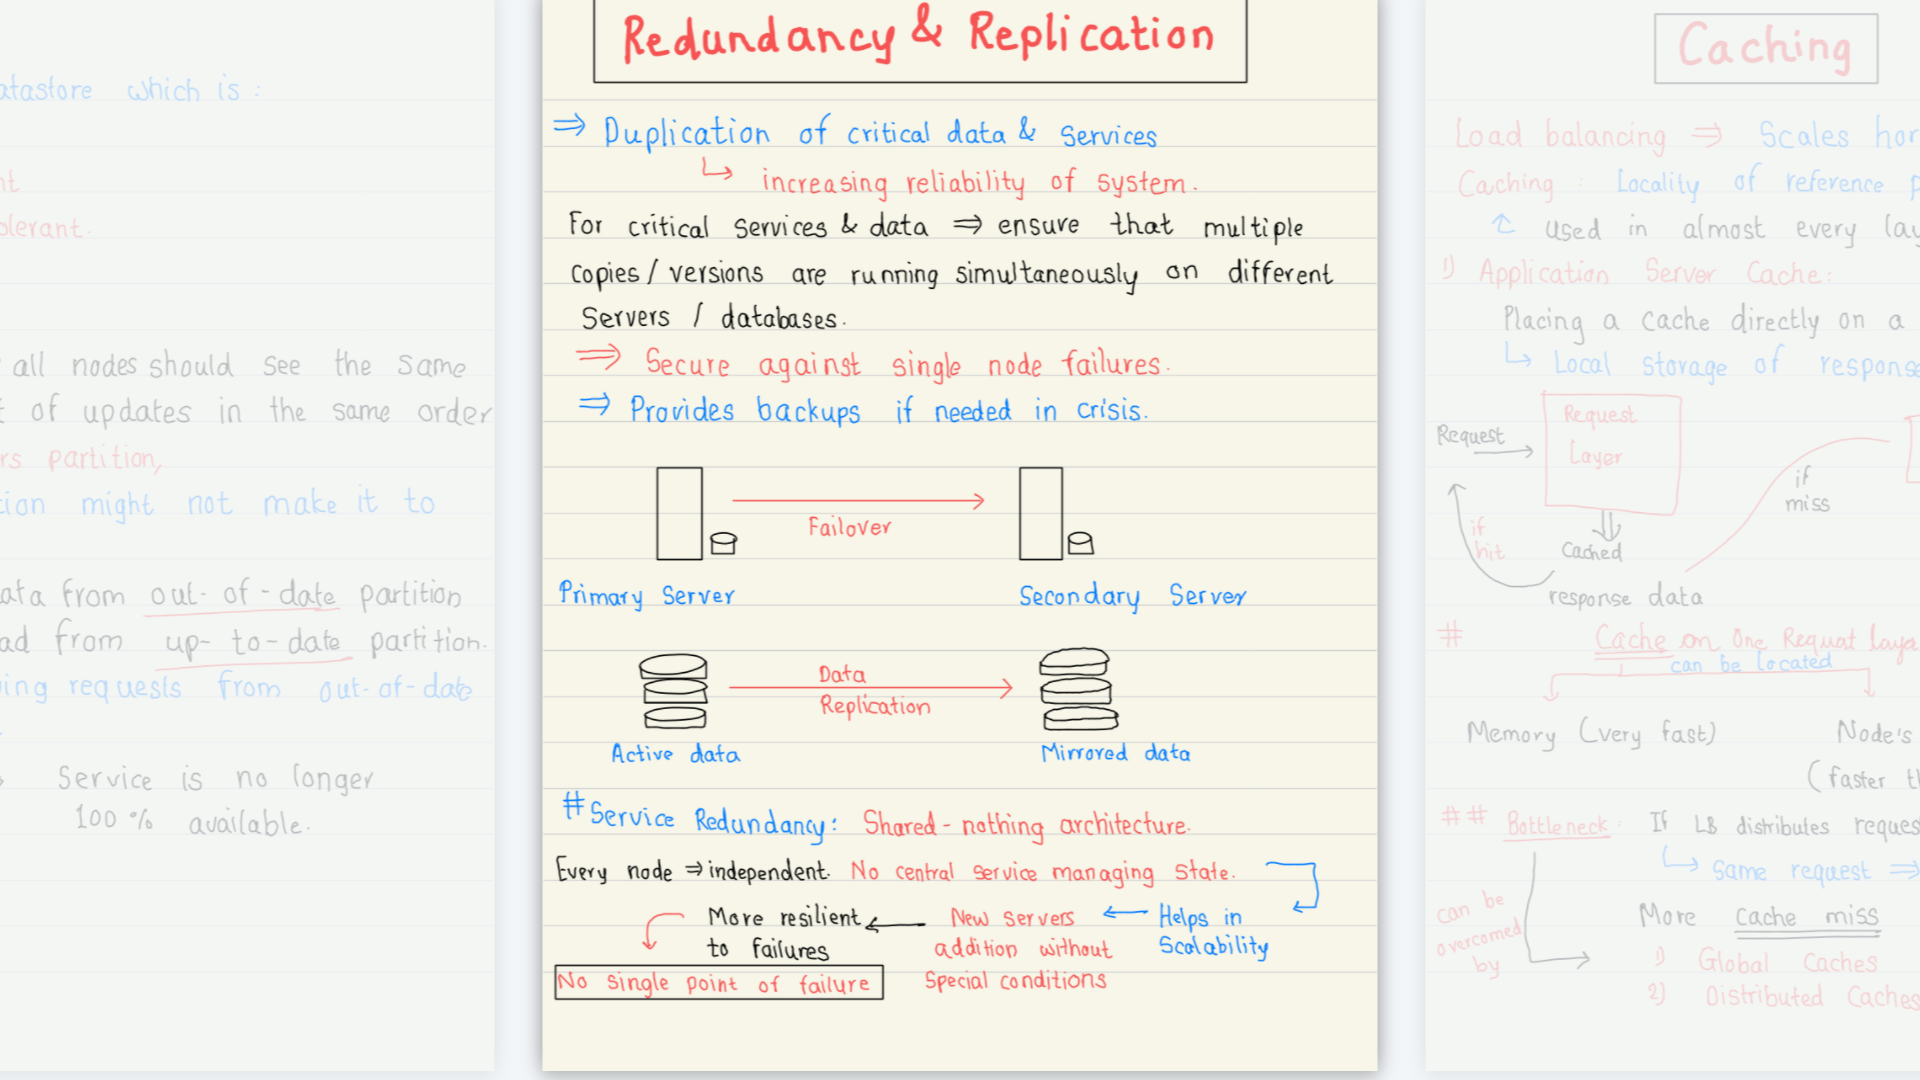 atastore which is :
nt
olerant.
all nodes should see the same
t of updates in the same order
rs partition,
tion might not make it to
ata from out-of-date partition
ad from up-to-date partition.
ing requests from out-of-date
Service is no longer
100 % available.
Redundancy & Replication
⇒ Duplication of critical data & services
↳ increasing reliability of system.
For critical services & data ⇒ ensure that multiple
copies / versions are running simultaneously on different
Servers / databases.
⇒ Secure against single node failures.
⇒ Provides backups if needed in crisis.
Failover
Primary Server Secondary Server
Data
Replication
Active data Mirrored data
# Service Redundancy: Shared-nothing architecture.
Every node ⇒ independent. No central service managing state.
More resilient ← New servers ← Helps in
to failures addition without Scalability
No single point of failure Special conditions
Caching
Load balancing ⇒ Scales hor
Caching : Locality of reference p
used in almost every lay
1) Application Server Cache:
Placing a cache directly on a
↳ Local storage of response
Request
Request
Layer
if
miss
if
hit
Cached
response data
# Cache on One Request laye
can be located
Memory (very fast) Node's
(faster th
## Bottleneck: If LB distributes reques
↳ Same request ⇒
can be
overcomed
by
More cache miss
1) Global Caches
2) Distributed Caches